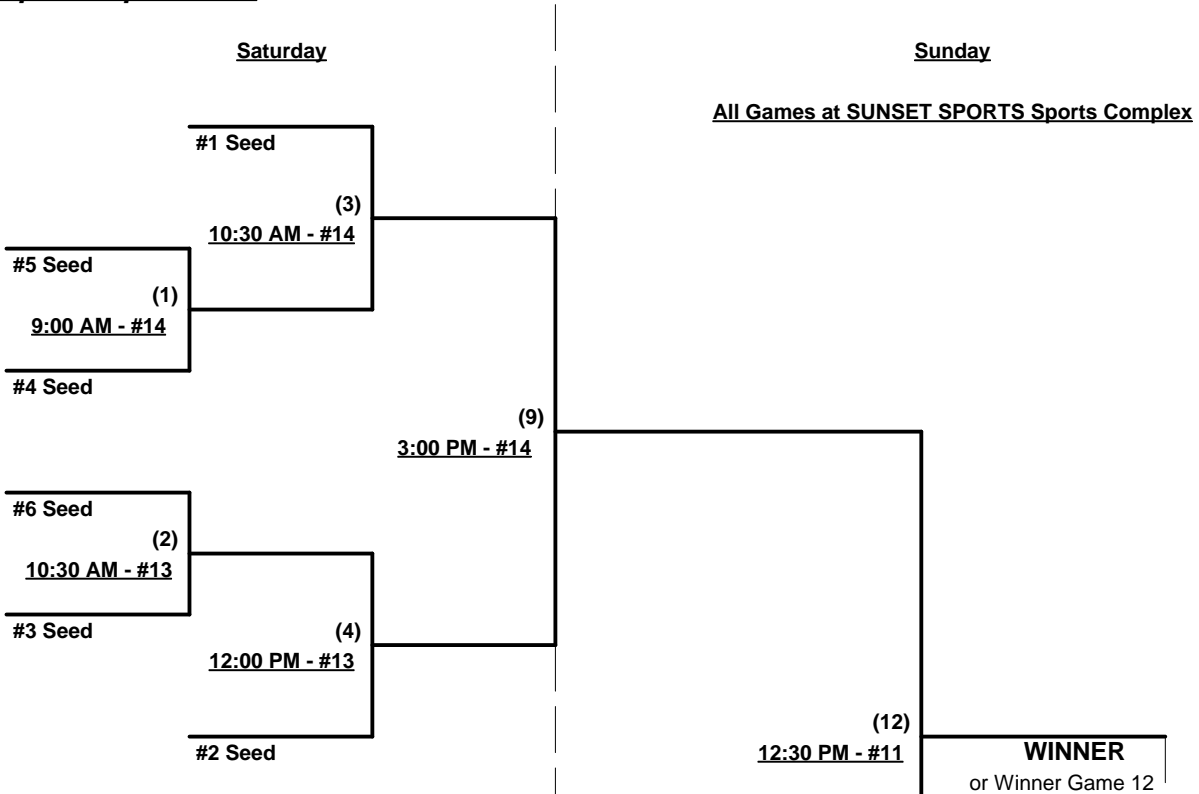 Saturday
Sunday
All Games at SUNSET SPORTS Sports Complex
#1 Seed
(3)
10:30 AM - #14
#5 Seed
(1)
9:00 AM - #14
#4 Seed
(9)
3:00 PM - #14
#6 Seed
(2)
10:30 AM - #13
#3 Seed
(4)
12:00 PM - #13
#2 Seed
(12)
12:30 PM - #11
WINNER
or Winner Game 12